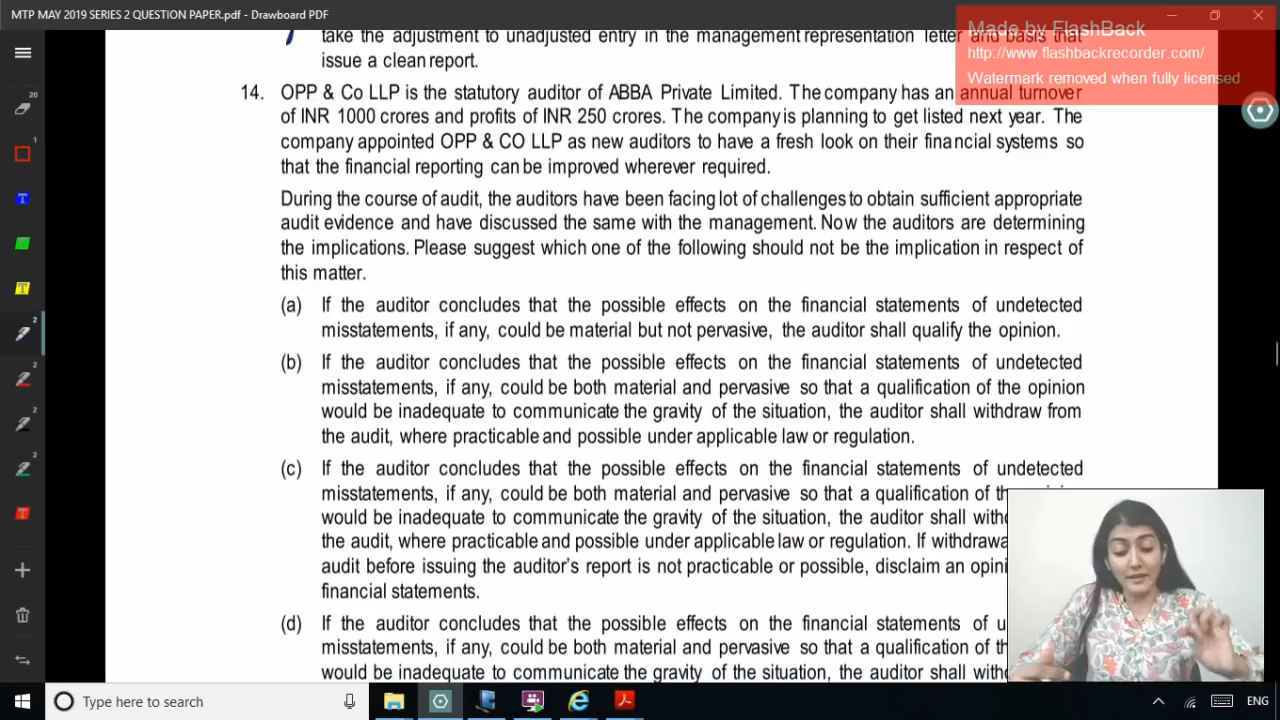 MTP MAY 2019 SERIES 2 QUESTION PAPER.pdf - Drawboard PDF
Made by FlashBack
http://www.flashbackrecorder.com/
Watermark removed when fully licensed
take the adjustment to unadjusted entry in the management representation letter and basis that
issue a clean report.
14. OPP & Co LLP is the statutory auditor of ABBA Private Limited. The company has an annual turnover
of INR 1000 crores and profits of INR 250 crores. The company is planning to get listed next year. The
company appointed OPP & CO LLP as new auditors to have a fresh look on their financial systems so
that the financial reporting can be improved wherever required.
During the course of audit, the auditors have been facing lot of challenges to obtain sufficient appropriate
audit evidence and have discussed the same with the management. Now the auditors are determining
the implications. Please suggest which one of the following should not be the implication in respect of
this matter.
(a) If the auditor concludes that the possible effects on the financial statements of undetected
misstatements, if any, could be material but not pervasive, the auditor shall qualify the opinion.
(b) If the auditor concludes that the possible effects on the financial statements of undetected
misstatements, if any, could be both material and pervasive so that a qualification of the opinion
would be inadequate to communicate the gravity of the situation, the auditor shall withdraw from
the audit, where practicable and possible under applicable law or regulation.
(c) If the auditor concludes that the possible effects on the financial statements of undetected
misstatements, if any, could be both material and pervasive so that a qualification of
would be inadequate to communicate the gravity of the situation, the auditor shall
the audit, where practicable and possible under applicable law or regulation. If
audit before issuing the auditor's report is not practicable or possible, disclaim an
financial statements.
(d) If the auditor concludes that the possible effects on the financial statements of
misstatements, if any, could be both material and pervasive so that a qualification of
would be inadequate to communicate the gravity of the situation, the auditor shall
Type here to search
ENG